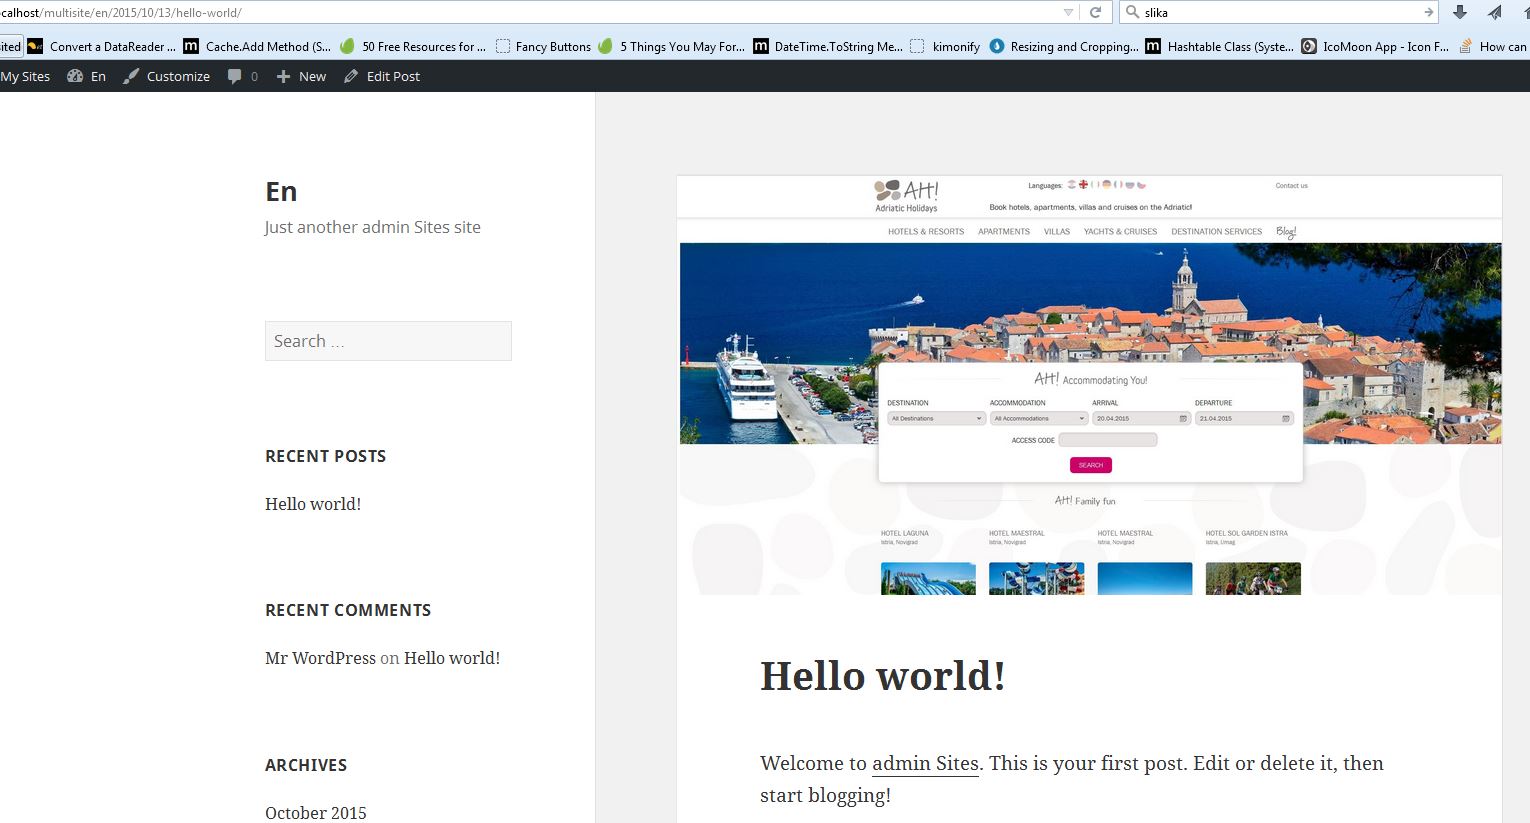 ocalhost/multisite/en/2015/10/13/hello-world/
slika
ited
Convert a DataReader ...
Cache.Add Method (S...
50 Free Resources for ...
Fancy Buttons
5 Things You May For...
DateTime.ToString Me...
kimonify
Resizing and Cropping...
Hashtable Class (Syste...
IcoMoon App - Icon F...
How can
My Sites
En
Customize
0
New
Edit Post
En
Just another admin Sites site
Search ...
RECENT POSTS
Hello world!
RECENT COMMENTS
Mr WordPress on Hello world!
ARCHIVES
October 2015
AH!
Adriatic Holidays
Languages:
Contact us
Book hotels, apartments, villas and cruises on the Adriatic!
HOTELS & RESORTS
APARTMENTS
VILLAS
YACHTS & CRUISES
DESTINATION SERVICES
Blog!
AH! Accommodating You!
DESTINATION
ACCOMMODATION
ARRIVAL
DEPARTURE
All Destinations
All Accommodations
20.04.2015
21.04.2015
ACCESS CODE
SEARCH
AH! Family fun
HOTEL LAGUNA
Istria, Novigrad
HOTEL MAESTRAL
Istria, Novigrad
HOTEL MAESTRAL
Istria, Novigrad
HOTEL SOL GARDEN ISTRA
Istria, Umag
Hello world!
Welcome to admin Sites. This is your first post. Edit or delete it, then
start blogging!